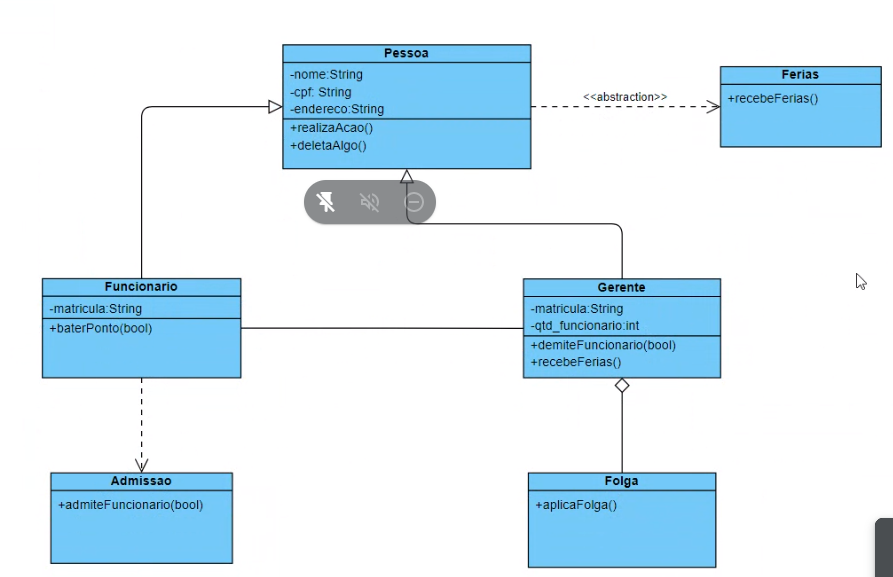 Pessoa
-nome:String
-cpf: String
-endereco:String
+realizaAcao()
+deletaAlgo()
<<abstraction>>
Ferias
+recebeFerias()
Funcionario
-matricula:String
+baterPonto(bool)
Gerente
-matricula:String
-qtd_funcionario:int
+demiteFuncionario(bool)
+recebeFerias()
Admissao
+admiteFuncionario(bool)
Folga
+aplicaFolga()